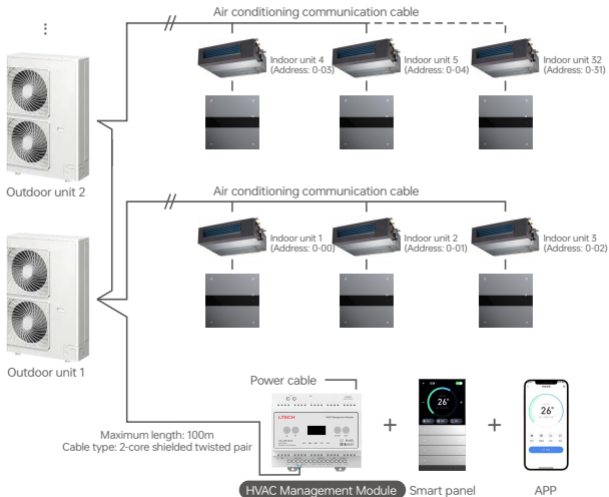 Air conditioning communication cable
Indoor unit 4
(Address: 0-03)
Indoor unit 5
(Address: 0-04)
Indoor unit 32
(Address: 0-31)
Outdoor unit 2
Air conditioning communication cable
Indoor unit 1
(Address: 0-00)
Indoor unit 2
(Address: 0-01)
Indoor unit 3
(Address: 0-02)
Outdoor unit 1
Power cable
Maximum length: 100m
Cable type: 2-core shielded twisted pair
LTECH
+
26°
+
26°
HVAC Management Module
Smart panel
APP